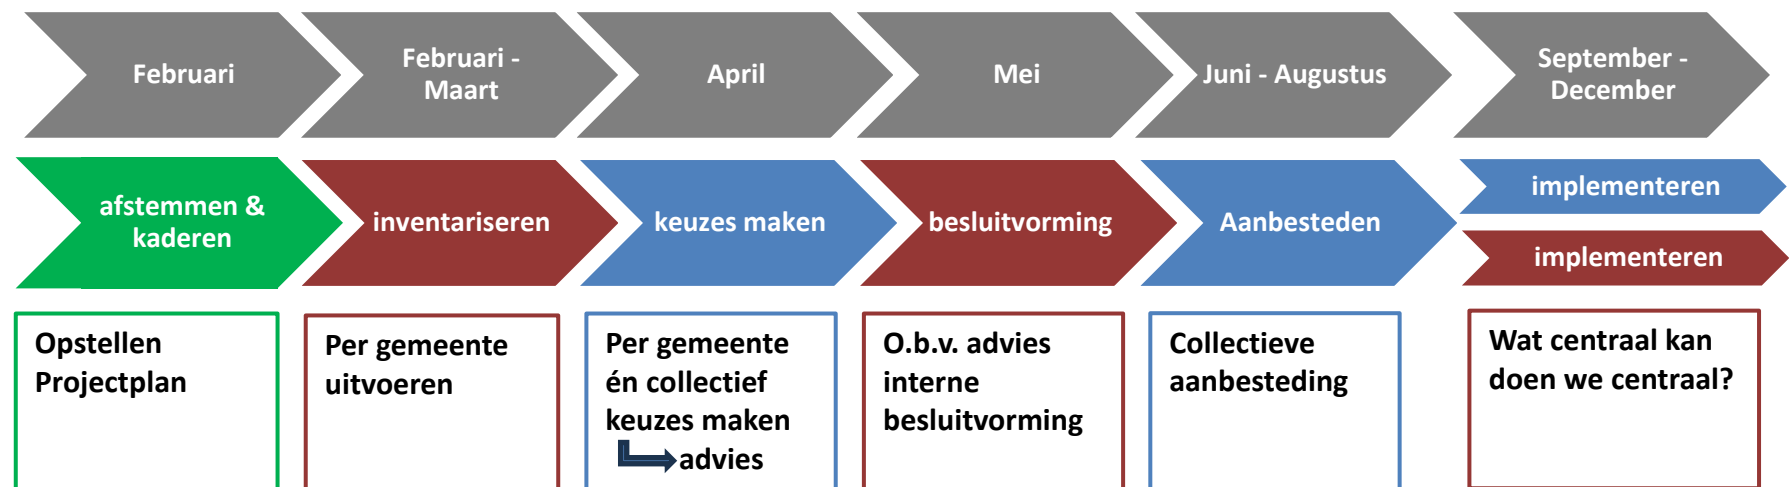 Februari
Februari -
Maart
April
Mei
Juni - Augustus
September -
December
afstemmen &
kaderen
inventariseren
keuzes maken
besluitvorming
Aanbesteden
implementeren
implementeren
Opstellen
Projectplan
Per gemeente
uitvoeren
Per gemeente
én collectief
keuzes maken
advies
O.b.v. advies
interne
besluitvorming
Collectieve
aanbesteding
Wat centraal kan
doen we centraal?